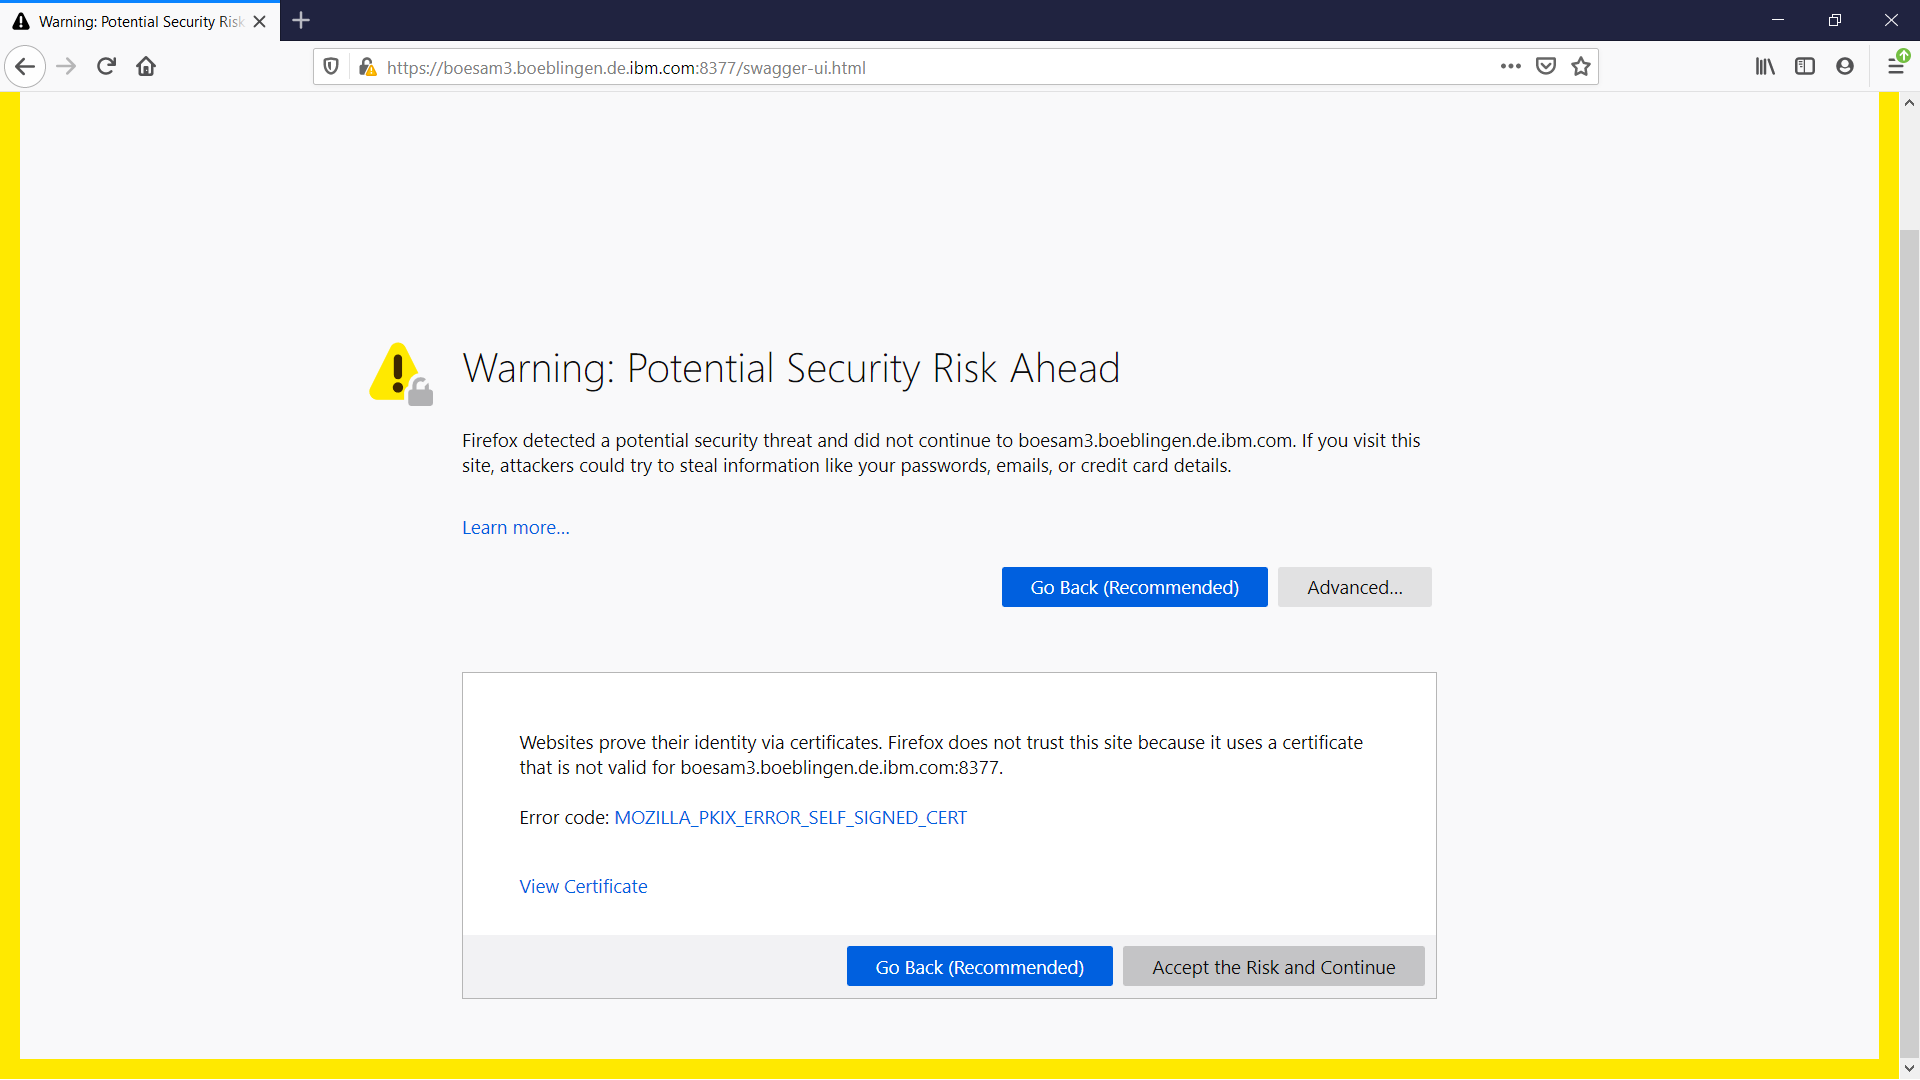 Warning: Potential Security Risk
https://boesam3.boeblingen.de.ibm.com:8377/swagger-ui.html
Warning: Potential Security Risk Ahead
Firefox detected a potential security threat and did not continue to boesam3.boeblingen.de.ibm.com. If you visit this
site, attackers could try to steal information like your passwords, emails, or credit card details.
Learn more...
Go Back (Recommended)
Advanced...
Websites prove their identity via certificates. Firefox does not trust this site because it uses a certificate
that is not valid for boesam3.boeblingen.de.ibm.com:8377.
Error code: MOZILLA_PKIX_ERROR_SELF_SIGNED_CERT
View Certificate
Go Back (Recommended)
Accept the Risk and Continue